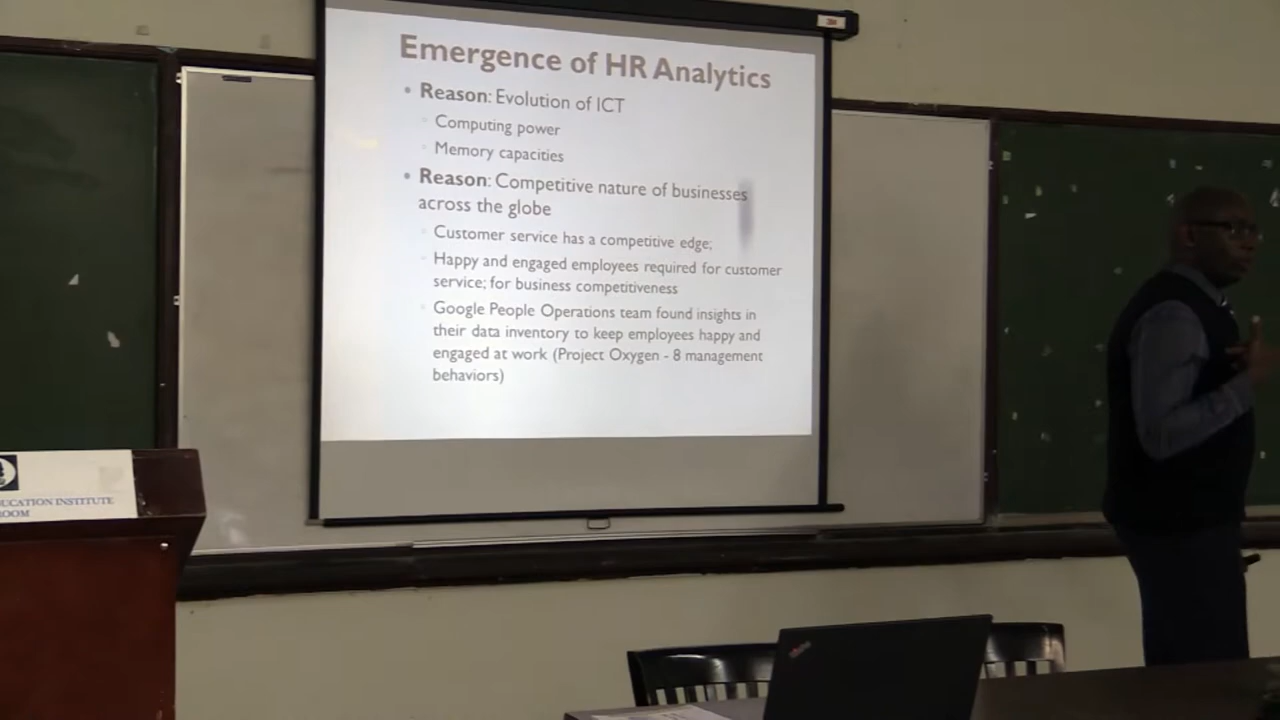 Emergence of HR Analytics
• Reason: Evolution of ICT
Computing power
Memory capacities
• Reason: Competitive nature of businesses
across the globe
Customer service has a competitive edge;
Happy and engaged employees required for customer
service; for business competitiveness
Google People Operations team found insights in
their data inventory to keep employees happy and
engaged at work (Project Oxygen - 8 management
behaviors)
UCATION INSTITUTE
OOM